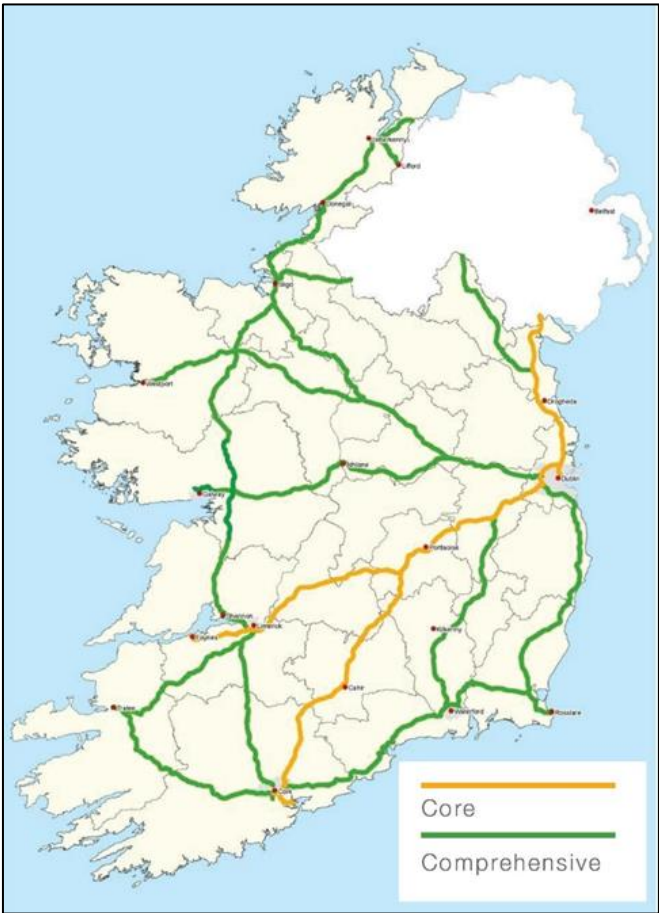 Letterkenny
Lifford
Donegal
Belfast
Sligo
Westport
Drogheda
Athlone
Dublin
Galway
Portlaoise
Shannon
Limerick
Foynes
Kilkenny
Cahir
Tralee
Waterford
Rosslare
Cork
Core
Comprehensive